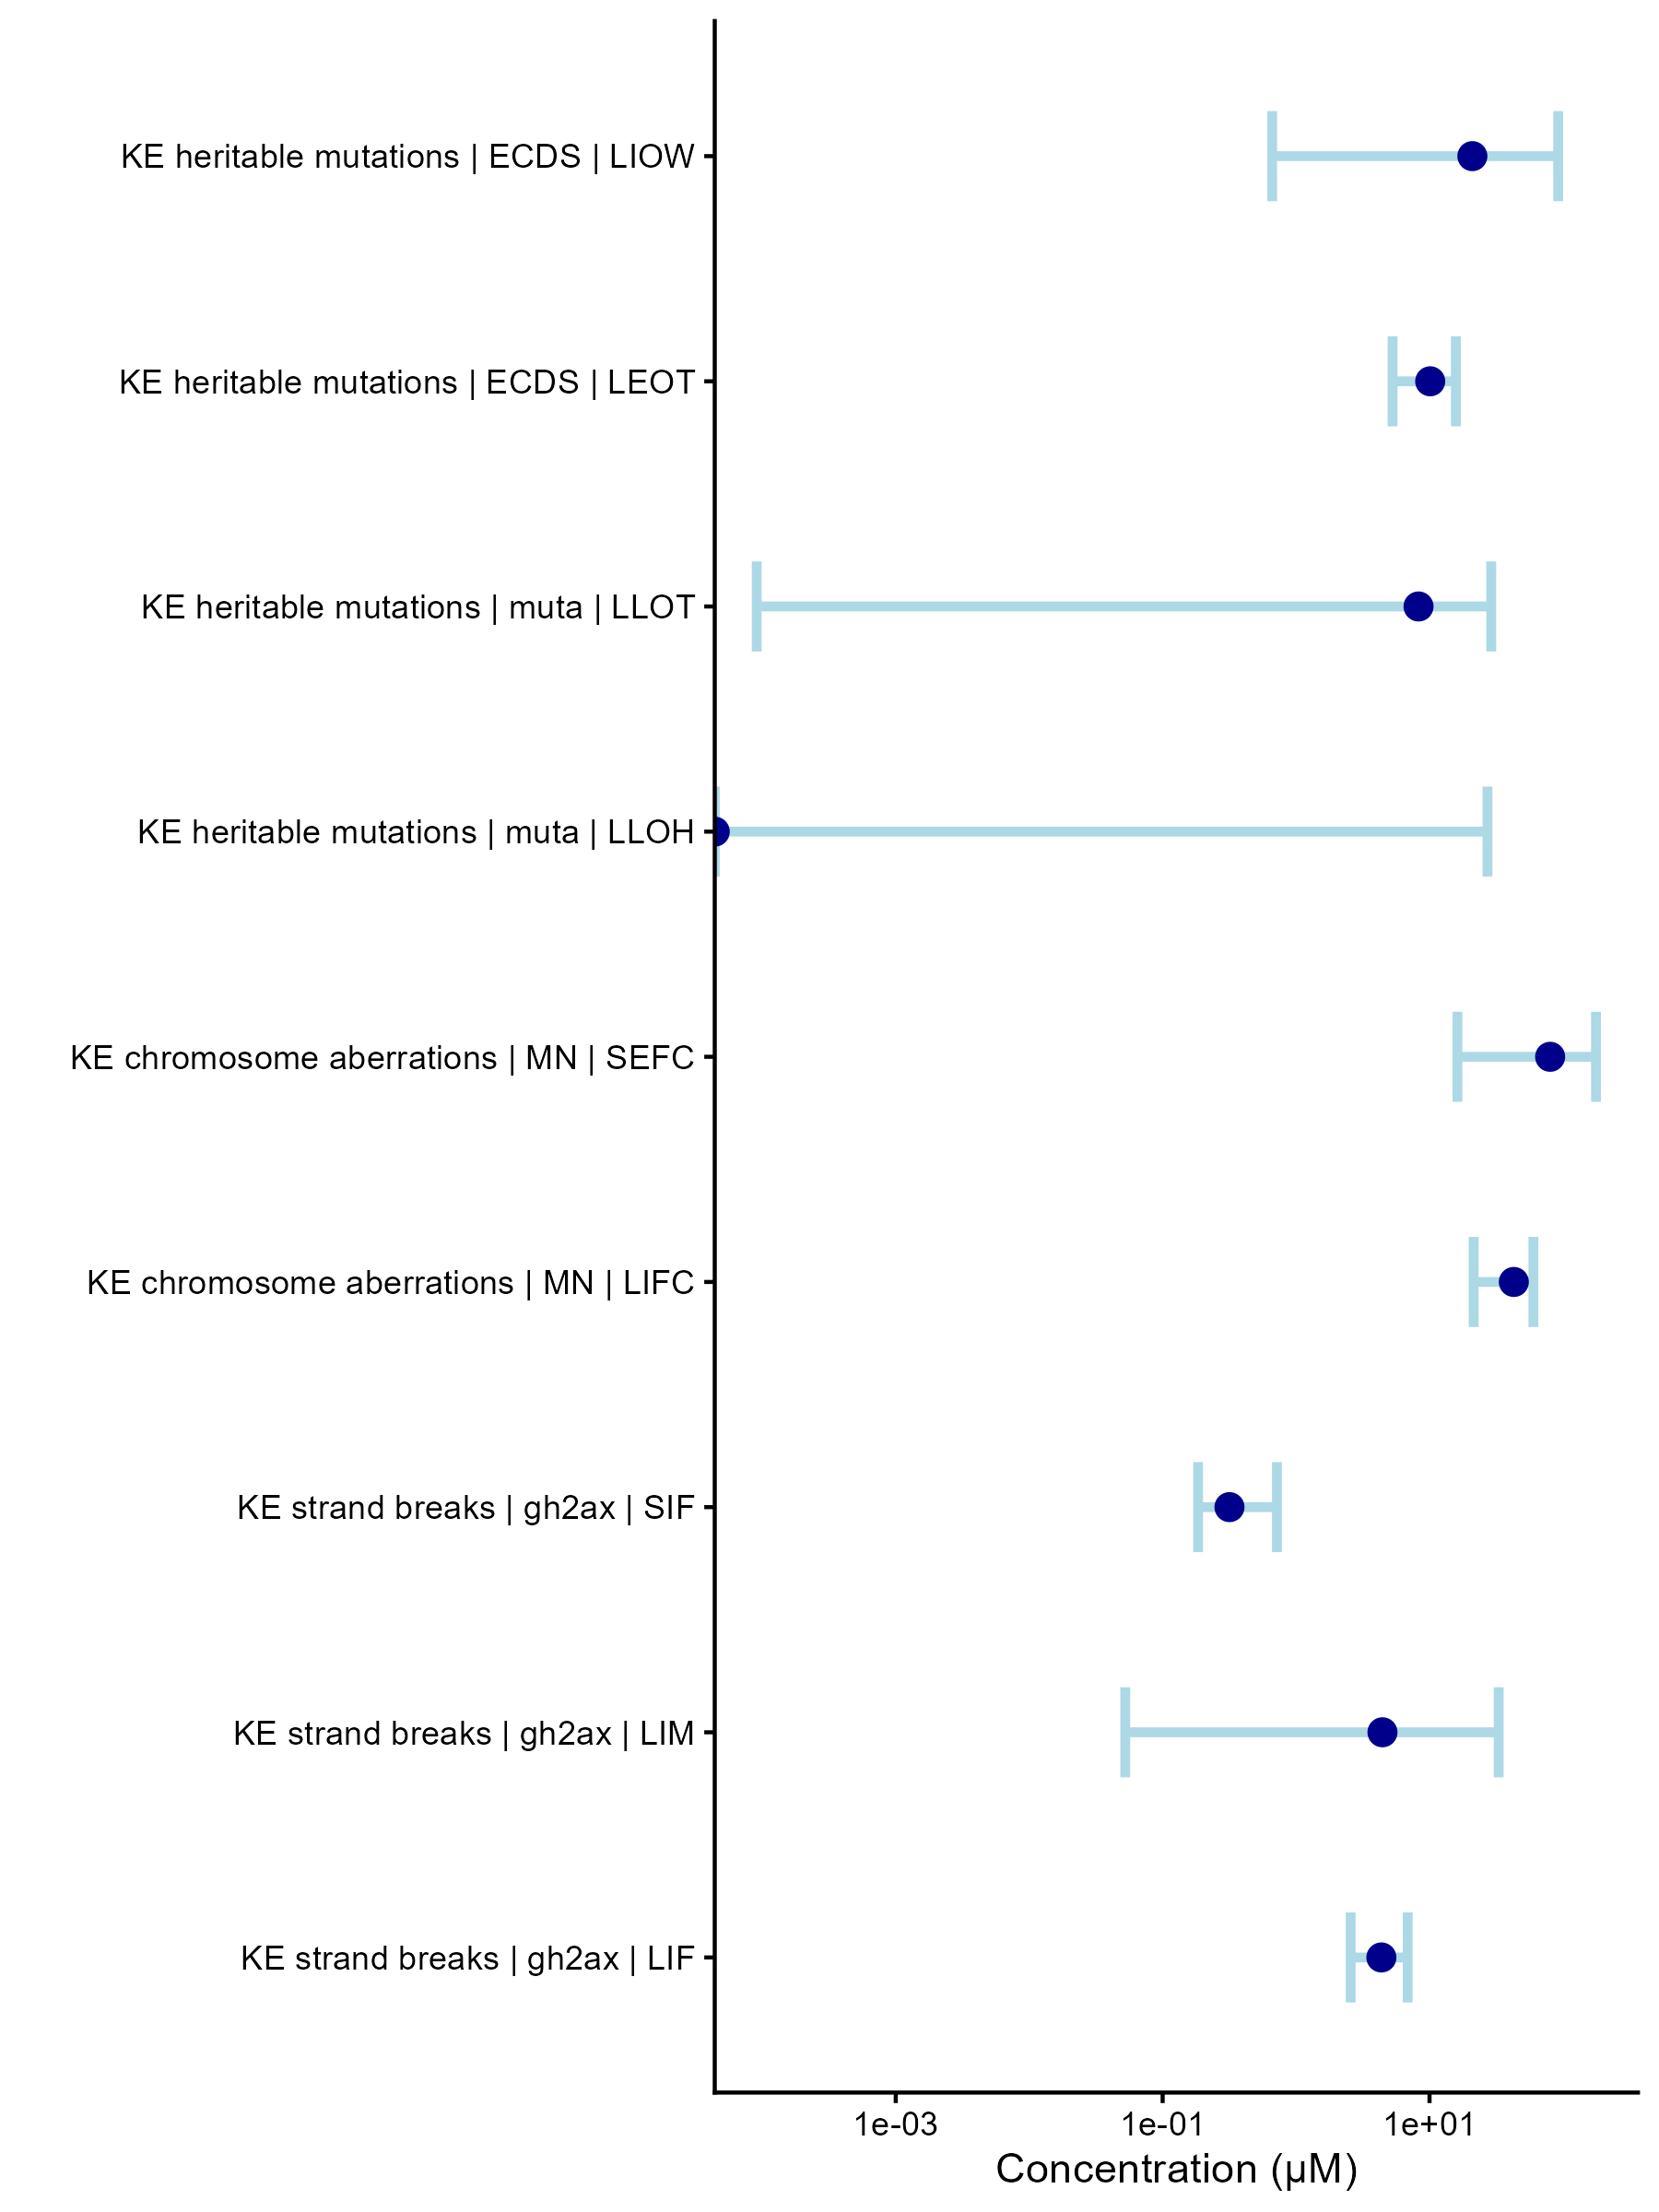 KE heritable mutations | ECDS | LIOW
KE heritable mutations | ECDS | LEOT
KE heritable mutations | muta | LLOT
KE heritable mutations | muta | LLOH
KE chromosome aberrations | MN | SEFC
KE chromosome aberrations | MN | LIFC
KE strand breaks | gh2ax | SIF
KE strand breaks | gh2ax | LIM
KE strand breaks | gh2ax | LIF
1e-03 1e-01 1e+01
Concentration (μM)